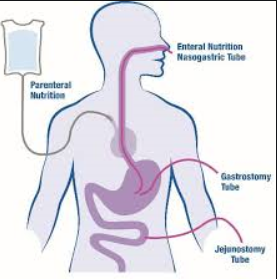 Enteral Nutrition
Nasogastric Tube
Parenteral
Nutrition
Gastrostomy
Tube
Jejunostomy
Tube